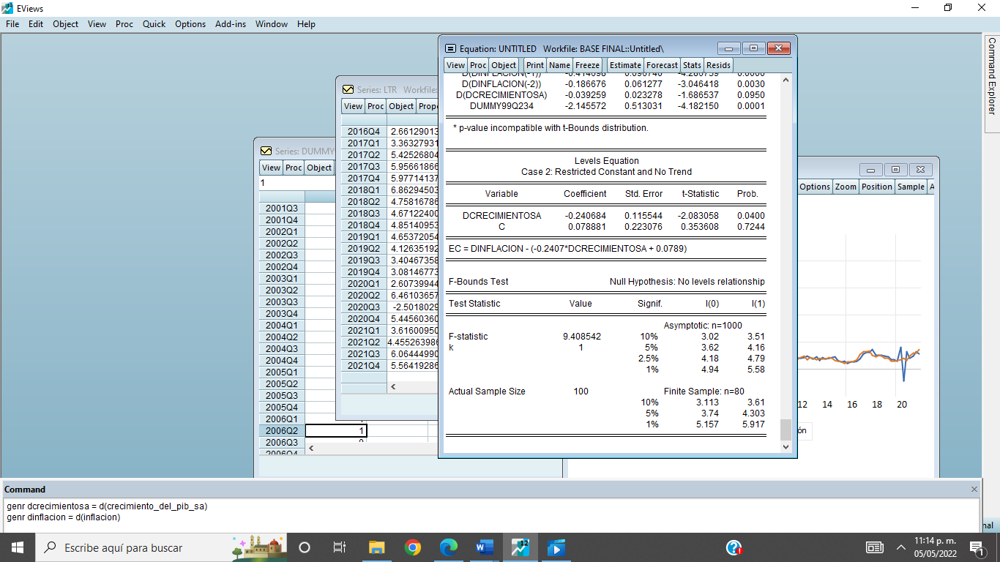 EViews
File Edit Object View Proc Quick Options Add-ins Window Help
Command Explorer
Equation: UNTITLED Workfile: BASE FINAL::Untitled\
View Proc Object Print Name Freeze Estimate Forecast Stats Resids
D(DINFLACION(-2)) -0.186676 0.061277 -3.046418 0.0030
D(DCRECIMIENTOSA) -0.039259 0.023278 -1.686537 0.0950
DUMMY99Q234 -2.145572 0.513031 -4.182150 0.0001
* p-value incompatible with t-Bounds distribution.
Levels Equation
Case 2: Restricted Constant and No Trend
Variable Coefficient Std. Error t-Statistic Prob.
DCRECIMIENTOSA -0.240684 0.115544 -2.083058 0.0400
C 0.078881 0.223076 0.353608 0.7244
EC = DINFLACION - (-0.2407*DCRECIMIENTOSA + 0.0789)
F-Bounds Test Null Hypothesis: No levels relationship
Test Statistic Value Signif. I(0) I(1)
Asymptotic: n=1000
F-statistic 9.408542 10% 3.02 3.51
k 1 5% 3.62 4.16
2.5% 4.18 4.79
1% 4.94 5.58
Actual Sample Size 100 Finite Sample: n=80
10% 3.113 3.61
5% 3.74 4.303
1% 5.157 5.917
Series: LTR Workfile:
View Proc Object Prope
2016Q4 2.66129013
2017Q1 3.36327931
2017Q2 5.42526804
2017Q3 5.95661866
2017Q4 5.97714137
2018Q1 6.86294503
2018Q2 4.75816786
2018Q3 4.67122400
2018Q4 4.85140953
2019Q1 4.65372054
2019Q2 4.12635192
2019Q3 3.40467358
2019Q4 3.08146773
2020Q1 2.60739944
2020Q2 6.46103657
2020Q3 -2.5018029
2020Q4 5.44560360
2021Q1 3.61600950
2021Q2 4.455263986
2021Q3 6.06444990
2021Q4 5.56419286
Series: DUMMY
View Proc Object
1
2001Q3
2001Q4
2002Q1
2002Q2
2002Q3
2002Q4
2003Q1
2003Q2
2003Q3
2003Q4
2004Q1
2004Q2
2004Q3
2004Q4
2005Q1
2005Q2
2005Q3
2005Q4
2006Q1
2006Q2 1
2006Q3 0
2006Q4
Options Zoom Position Sample A
12 14 16 18 20
ón
Command
genr dcrecimientosa = d(crecimiento_del_pib_sa)
genr dinflacion = d(inflacion)
nal
Escribe aquí para buscar
12
11:14 p. m.
05/05/2022
1